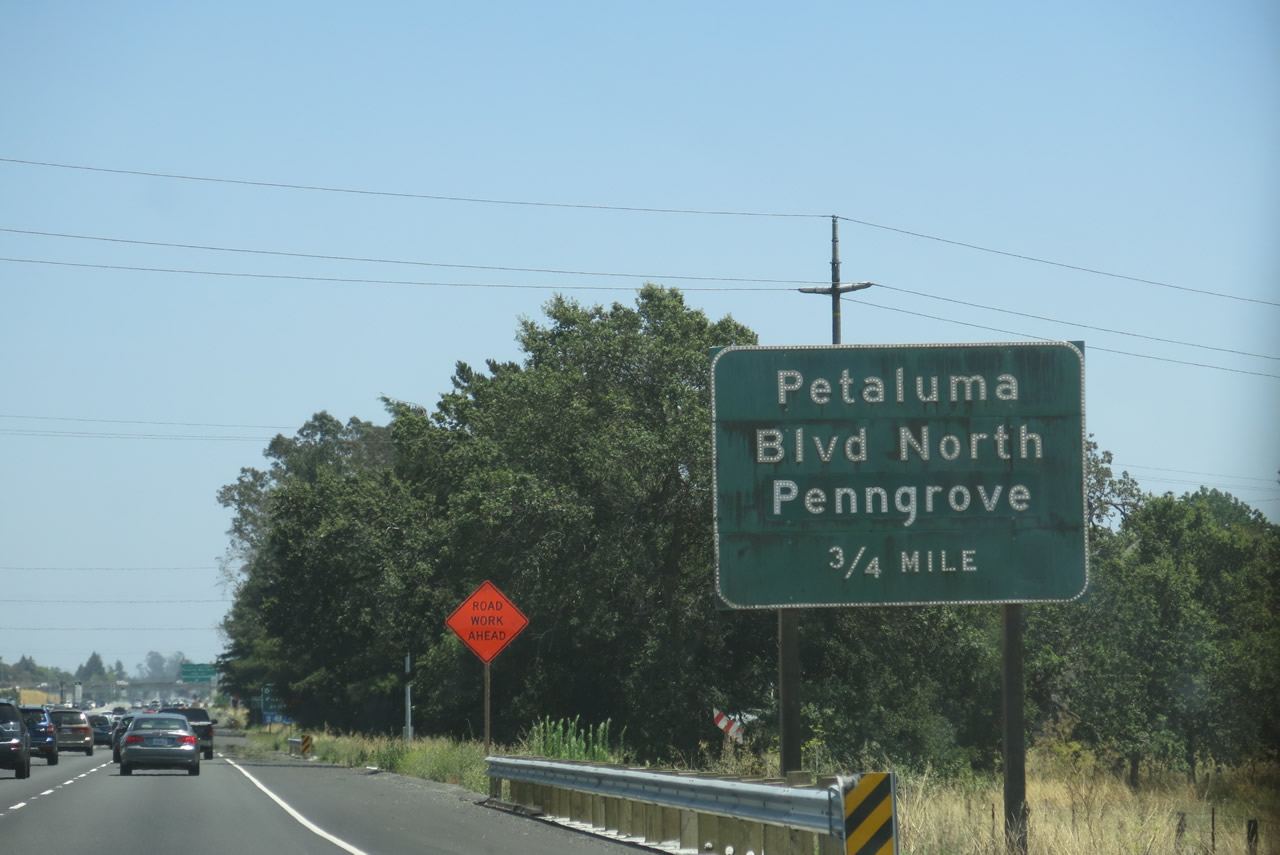 Petaluma
Blvd North
Penngrove
3/4 MILE
ROAD
WORK
AHEAD